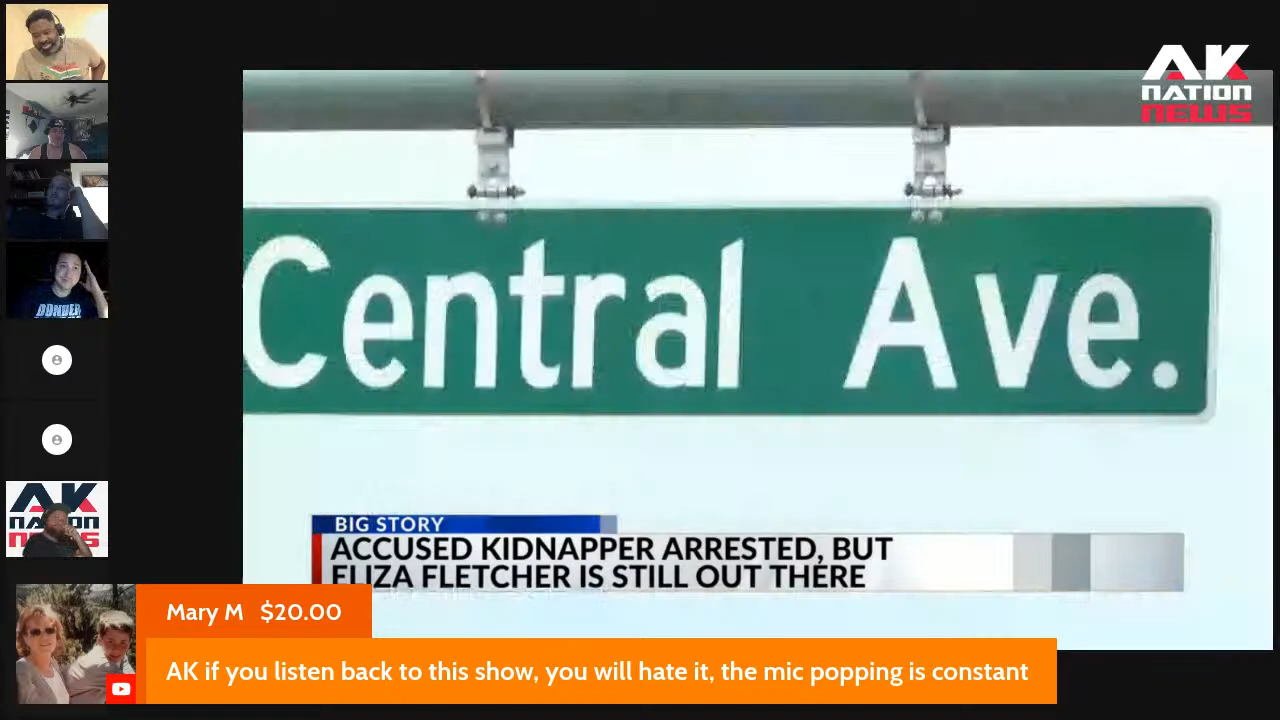 AK
NATION
NEWS
Central Ave.
DONDER
AK
NATION
NEWS
BIG STORY
ACCUSED KIDNAPPER ARRESTED, BUT
ELIZA FLETCHER IS STILL OUT THERE
Mary M $20.00
AK if you listen back to this show, you will hate it, the mic popping is constant